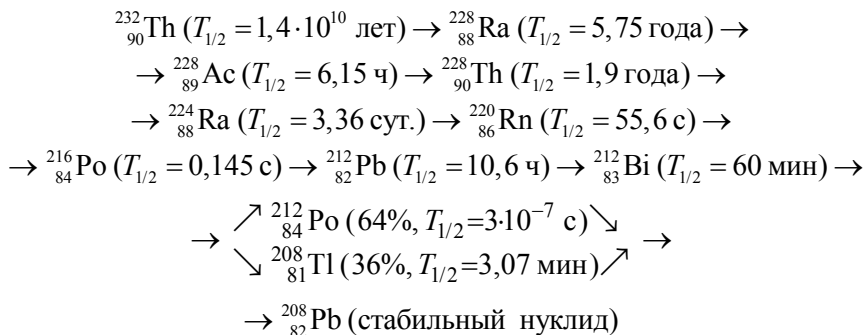 ²³²₉₀Th (T₁/₂ = 1,4·10¹⁰ лет) → ²²⁸₈₈Ra (T₁/₂ = 5,75 года) →
→ ²²⁸₈₉Ac (T₁/₂ = 6,15 ч) → ²²⁸₉₀Th (T₁/₂ = 1,9 года) →
→ ²²⁴₈₈Ra (T₁/₂ = 3,36 сут.) → ²²⁰₈₆Rn (T₁/₂ = 55,6 с) →
→ ²¹⁶₈₄Po (T₁/₂ = 0,145 с) → ²¹²₈₂Pb (T₁/₂ = 10,6 ч) → ²¹²₈₃Bi (T₁/₂ = 60 мин) →
↗ ²¹²₈₄Po (64%, T₁/₂=3·10⁻⁷ с) ↘
→ →
↘ ²⁰⁸₈₁Tl (36%, T₁/₂=3,07 мин) ↗
→ ²⁰⁸₈₂Pb (стабильный нуклид)